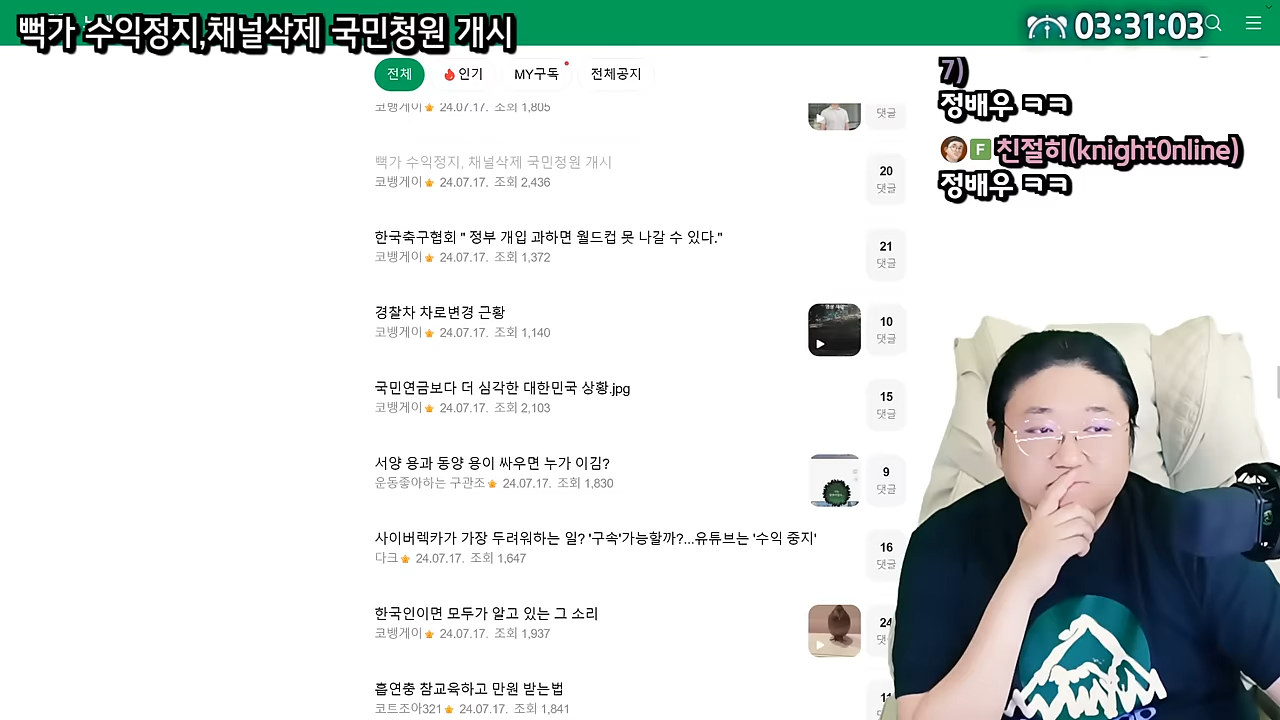 뻑가 수익정지,채널삭제 국민청원 개시
03:31:03
전체
인기
MY구독
전체공지
코뱅게이 24.07.17. 조회 1,805
댓글
뻑가 수익정지, 채널삭제 국민청원 개시
코뱅게이 24.07.17. 조회 2,436
20
댓글
한국축구협회 " 정부 개입 과하면 월드컵 못 나갈 수 있다."
코뱅게이 24.07.17. 조회 1,372
21
댓글
경찰차 차로변경 근황
코뱅게이 24.07.17. 조회 1,140
10
댓글
국민연금보다 더 심각한 대한민국 상황.jpg
코뱅게이 24.07.17. 조회 2,103
15
댓글
서양 용과 동양 용이 싸우면 누가 이김?
운동좋아하는 구관조 24.07.17. 조회 1,830
9
댓글
사이버렉카가 가장 두려워하는 일? '구속'가능할까?...유튜브는 '수익 중지'
다크 24.07.17. 조회 1,647
16
댓글
한국인이면 모두가 알고 있는 그 소리
코뱅게이 24.07.17. 조회 1,937
24
흡연충 참교육하고 만원 받는법
코트조아321 24.07.17. 조회 1,841
7)
정배우 ㅋㅋ
F 친절히(knight0nline)
정배우 ㅋㅋ